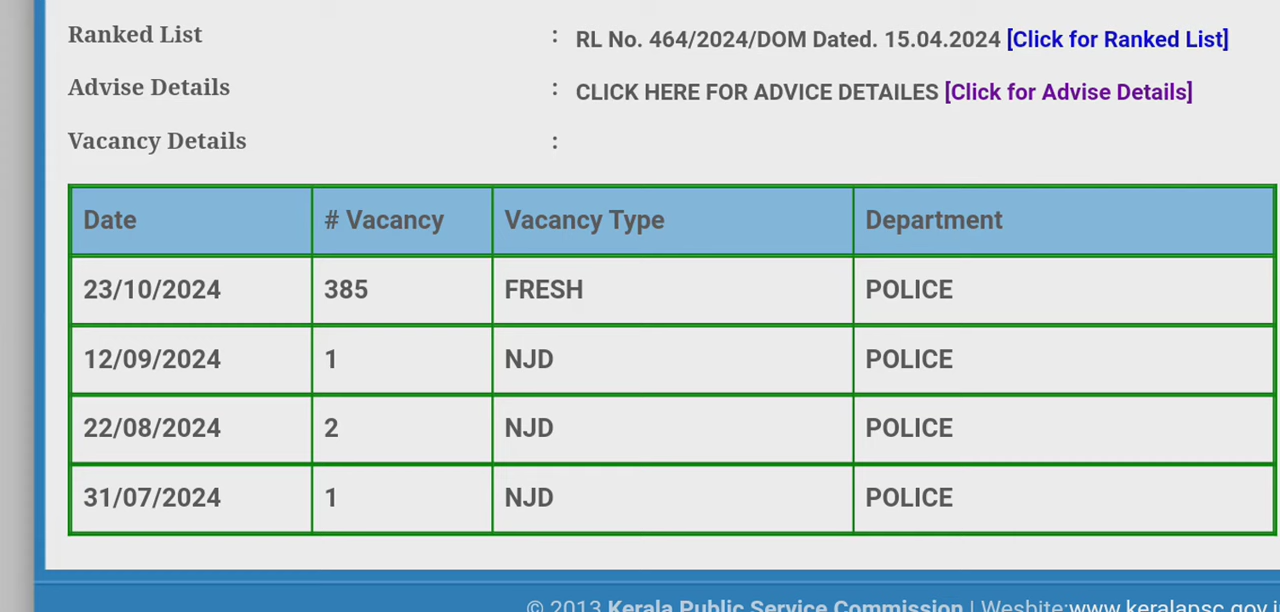 Ranked List : RL No. 464/2024/DOM Dated. 15.04.2024 [Click for Ranked List]
Advise Details : CLICK HERE FOR ADVICE DETAILES [Click for Advise Details]
Vacancy Details :
Date # Vacancy Vacancy Type Department
23/10/2024 385 FRESH POLICE
12/09/2024 1 NJD POLICE
22/08/2024 2 NJD POLICE
31/07/2024 1 NJD POLICE
© 2013 Kerala Public Service Commission | Wesbite:www.keralapsc.gov.i